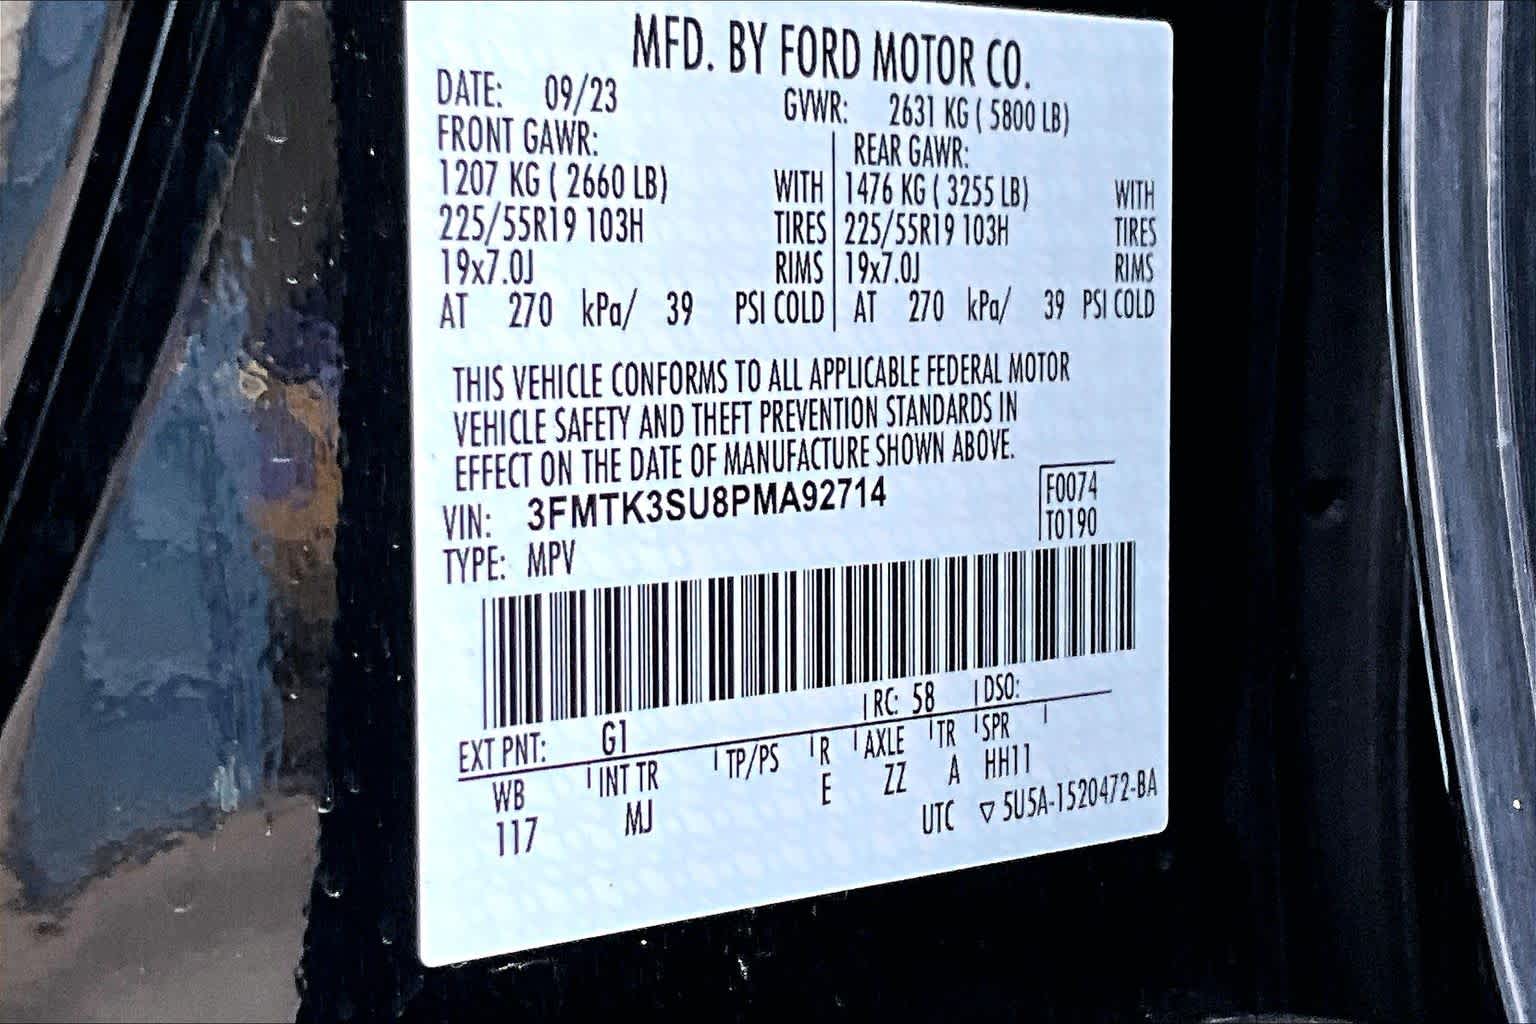 MFD. BY FORD MOTOR CO.
DATE: 09/23 GVWR: 2631 KG ( 5800 LB)
FRONT GAWR: REAR GAWR:
1207 KG ( 2660 LB) WITH 1476 KG ( 3255 LB) WITH
225/55R19 103H TIRES 225/55R19 103H TIRES
19x7.0J RIMS 19x7.0J RIMS
AT 270 kPa/ 39 PSI COLD AT 270 kPa/ 39 PSI COLD
THIS VEHICLE CONFORMS TO ALL APPLICABLE FEDERAL MOTOR
VEHICLE SAFETY AND THEFT PREVENTION STANDARDS IN
EFFECT ON THE DATE OF MANUFACTURE SHOWN ABOVE.
VIN: 3FMTK3SU8PMA92714 F0074
TYPE: MPV T0190
EXT PNT: G1 RC: 58 DSO:
WB INT TR TP/PS R AXLE TR SPR
117 MJ E ZZ A HH11
UTC ▽ 5U5A-1520472-BA